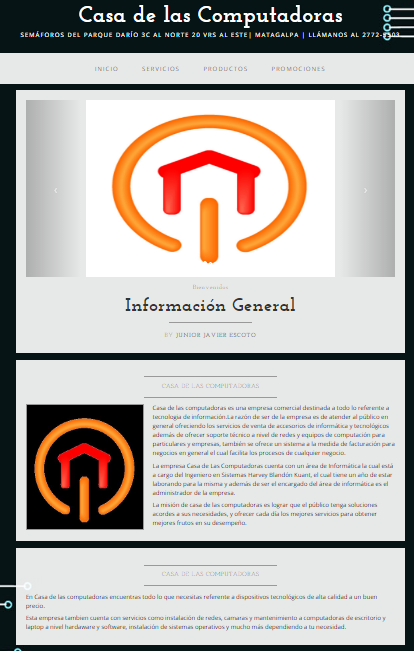 Casa de las Computadoras
SEMÁFOROS DEL PARQUE DARÍO 3C AL NORTE 20 VRS AL ESTE| MATAGALPA | LLÁMANOS AL 2772-5503
INICIO SERVICIOS PRODUCTOS PROMOCIONES
Bienvenidos
Información General
BY JUNIOR JAVIER ESCOTO
CASA DE LAS COMPUTADORAS
Casa de las computadoras es una empresa comercial destinada a todo lo referente a
tecnología de información.La razón de ser de la empresa es de atender al público en
general ofreciendo los servicios de venta de accesorios de informática y tecnológicos
además de ofrecer soporte técnico a nivel de redes y equipos de computación para
particulares y empresas, también se ofrece un sistema a la medida de facturación para
negocios en general el cual facilita los procesos de cualquier negocio.
La empresa Casa de Las Computadoras cuenta con un área de Informática la cual está
a cargo del Ingeniero en Sistemas Harvey Blandón Kuant, el cual tiene un año de estar
laborando para la misma y además de ser el encargado del área de informática es el
administrador de la empresa.
La misión de casa de las computadoras es lograr que el público tenga soluciones
acordes a sus necesidades, y ofrecer cada día los mejores servicios para obtener
mejores frutos en su desempeño.
CASA DE LAS COMPUTADORAS
En Casa de las computadoras encuentras todo lo que necesitas referente a dispositivos tecnológicos de alta calidad a un buen
precio.
Esta empresa tambien cuenta con servicios como instalación de redes, camaras y mantenimiento a computadoras de escritorio y
laptop a nivel hardaware y software, instalación de sistemas operativos y mucho más dependiendo a tu necesidad.